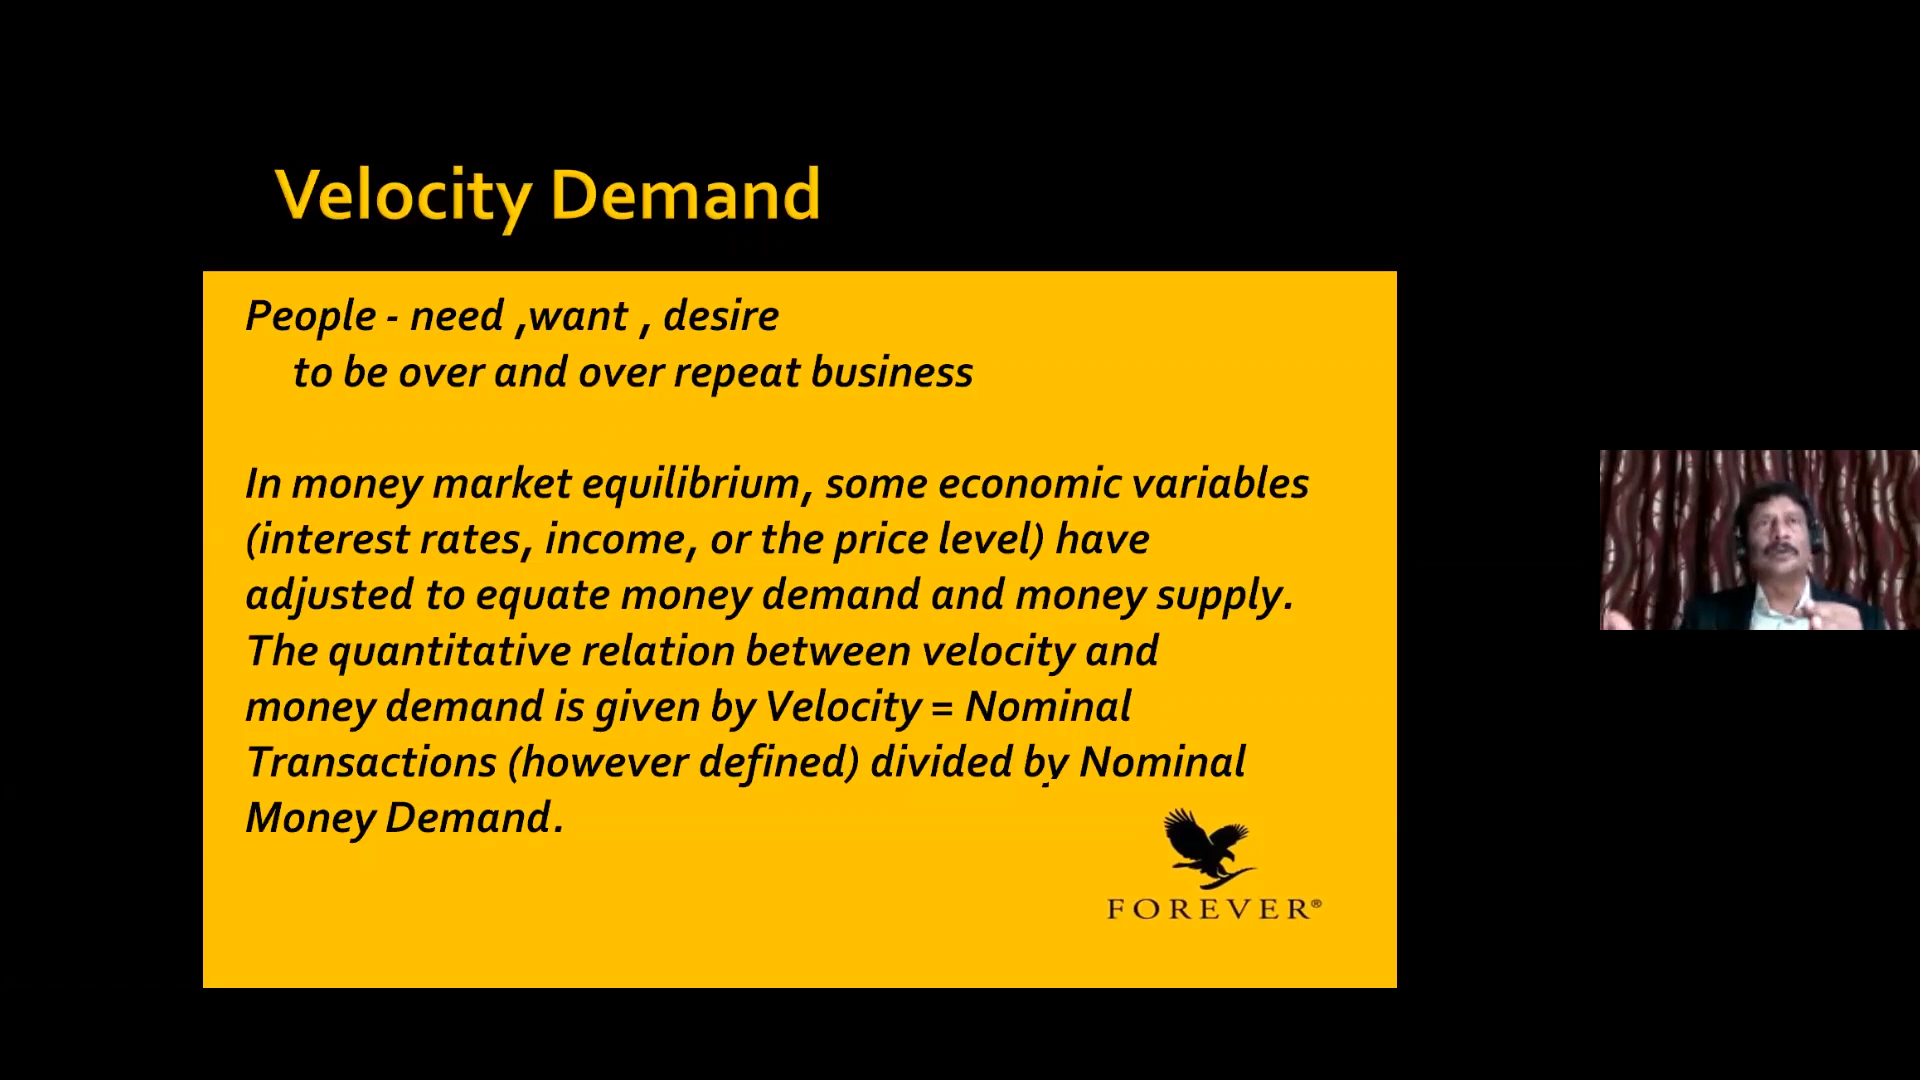 Velocity Demand
People - need ,want , desire
to be over and over repeat business
In money market equilibrium, some economic variables
(interest rates, income, or the price level) have
adjusted to equate money demand and money supply.
The quantitative relation between velocity and
money demand is given by Velocity = Nominal
Transactions (however defined) divided by Nominal
Money Demand.
FOREVER®